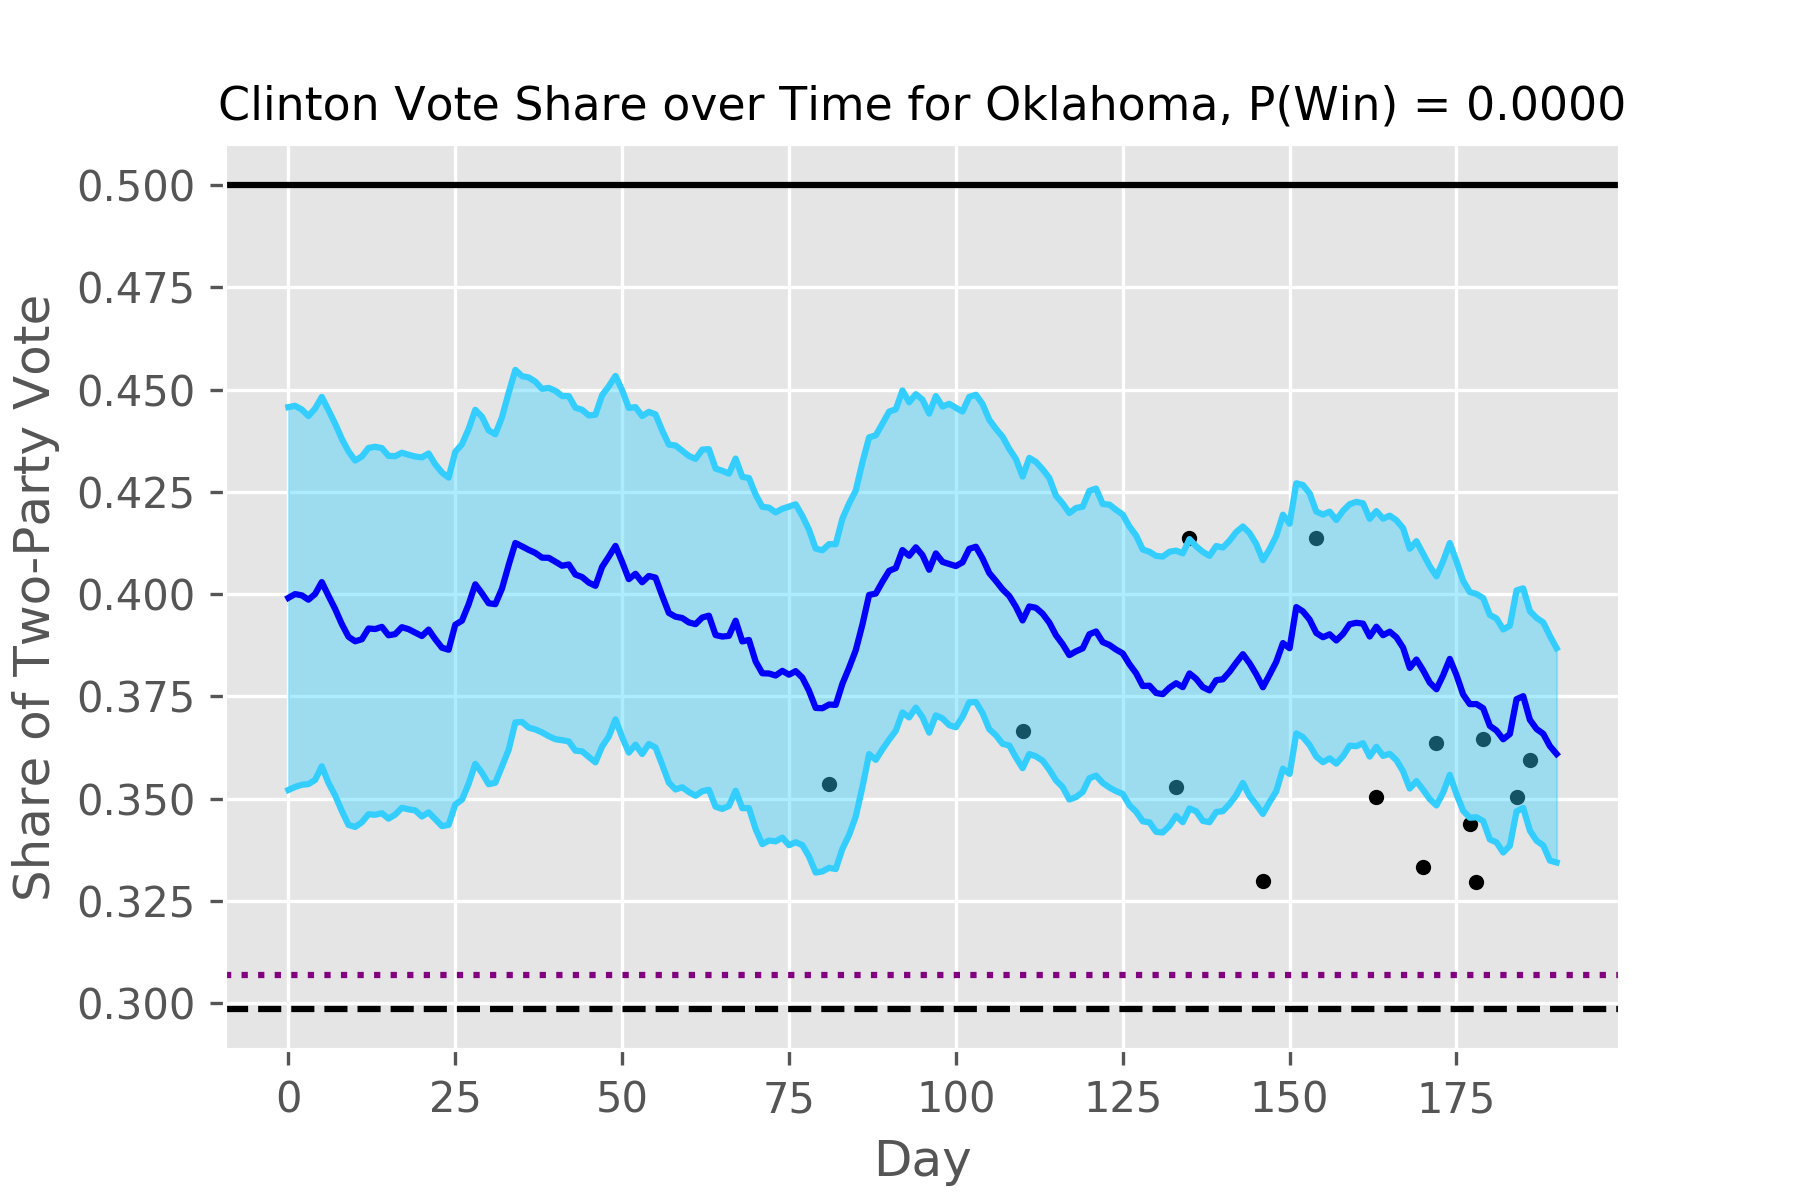 Clinton Vote Share over Time for Oklahoma, P(Win) = 0.0000
Share of Two-Party Vote
0.500
0.475
0.450
0.425
0.400
0.375
0.350
0.325
0.300
0 25 50 75 100 125 150 175
Day